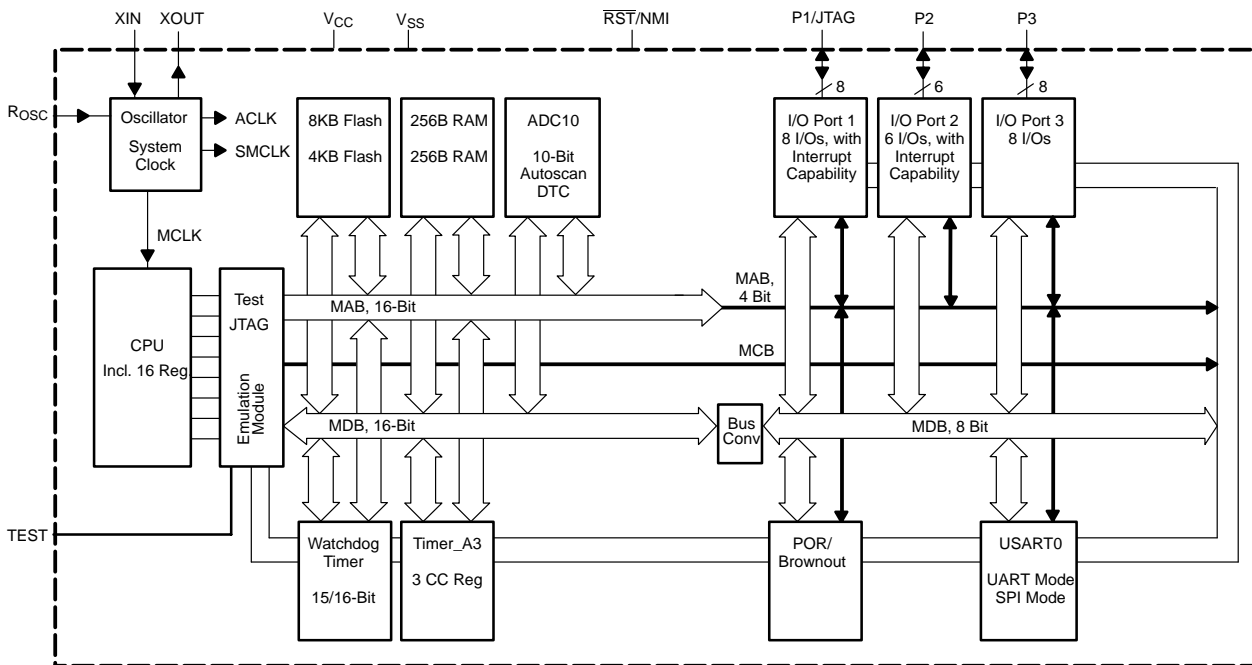 XIN
XOUT
VCC
VSS
RST/NMI
P1/JTAG
P2
P3
8
6
8
ROSC
Oscillator
System
Clock
ACLK
SMCLK
8KB Flash
4KB Flash
256B RAM
256B RAM
ADC10
10-Bit
Autoscan
DTC
I/O Port 1
8 I/Os, with
Interrupt
Capability
I/O Port 2
6 I/Os, with
Interrupt
Capability
I/O Port 3
8 I/Os
MCLK
CPU
Incl. 16 Reg.
Test
JTAG
Emulation
Module
MAB, 16-Bit
MAB,
4 Bit
MCB
MDB, 16-Bit
Bus
Conv
MDB, 8 Bit
TEST
Watchdog
Timer
15/16-Bit
Timer_A3
3 CC Reg
POR/
Brownout
USART0
UART Mode
SPI Mode